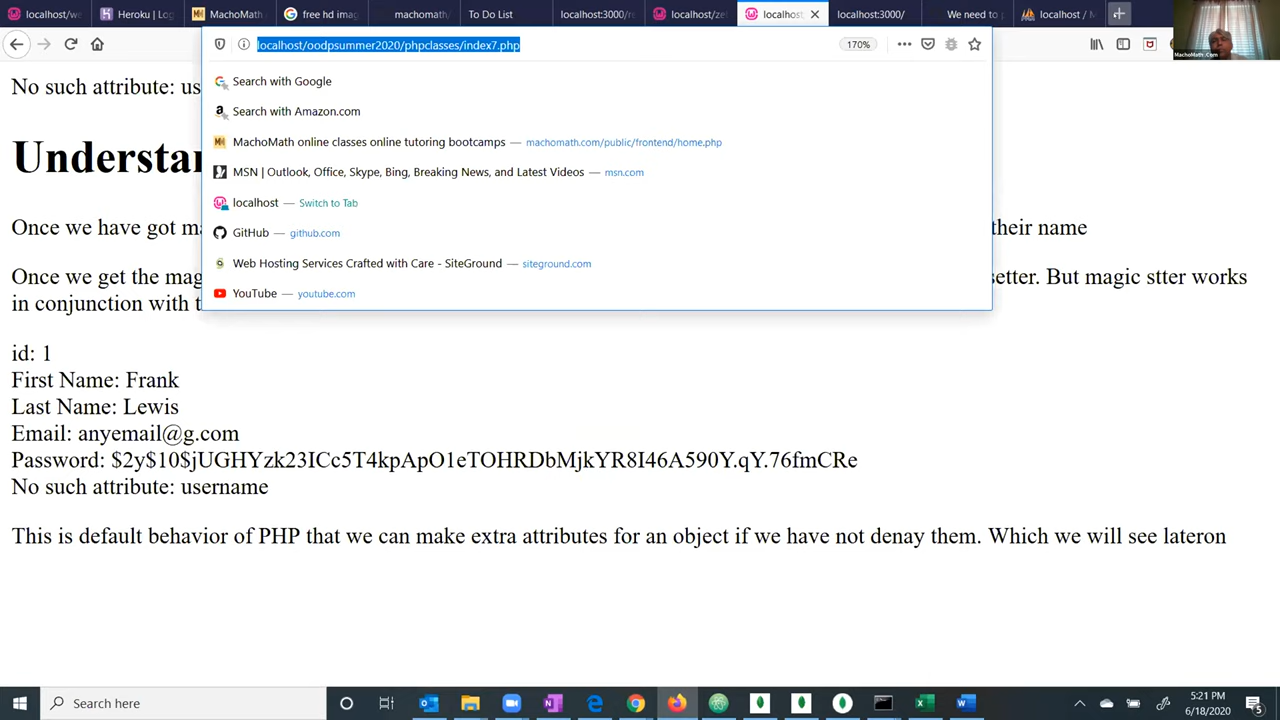 localhost/we
Heroku | Log
MachoMath
free hd imag
machomath/
To Do List
localhost:3000/re
localhost/ze
localhost
localhost:3000/
We need to
localhost / M
localhost/oodpsummer2020/phpclasses/index7.php
170%
MachoMath .Com
Search with Google
Search with Amazon.com
MachoMath online classes online tutoring bootcamps — machomath.com/public/frontend/home.php
MSN | Outlook, Office, Skype, Bing, Breaking News, and Latest Videos — msn.com
localhost — Switch to Tab
GitHub — github.com
Web Hosting Services Crafted with Care - SiteGround — siteground.com
YouTube — youtube.com
No such attribute: us
Understan
Once we have got ma their name
Once we get the mag setter. But magic stter works
in conjunction with t
id: 1
First Name: Frank
Last Name: Lewis
Email: anyemail@g.com
Password: $2y$10$jUGHYzk23ICc5T4kpApO1eTOHRDbMjkYR8I46A590Y.qY.76fmCRe
No such attribute: username
This is default behavior of PHP that we can make extra attributes for an object if we have not denay them. Which we will see lateron
Search here
5:21 PM
6/18/2020
5